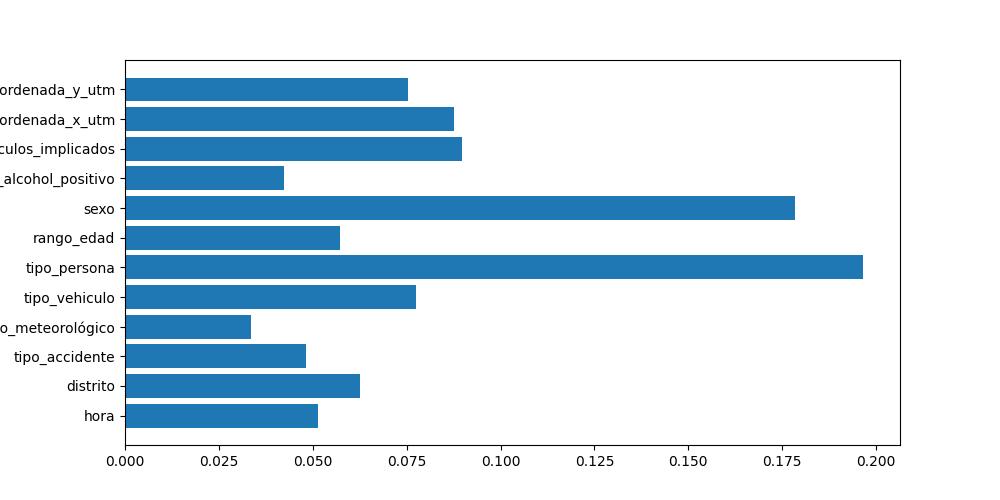 ordenada_y_utm
ordenada_x_utm
culos_implicados
_alcohol_positivo
sexo
rango_edad
tipo_persona
tipo_vehiculo
o_meteorológico
tipo_accidente
distrito
hora
0.000 0.025 0.050 0.075 0.100 0.125 0.150 0.175 0.200